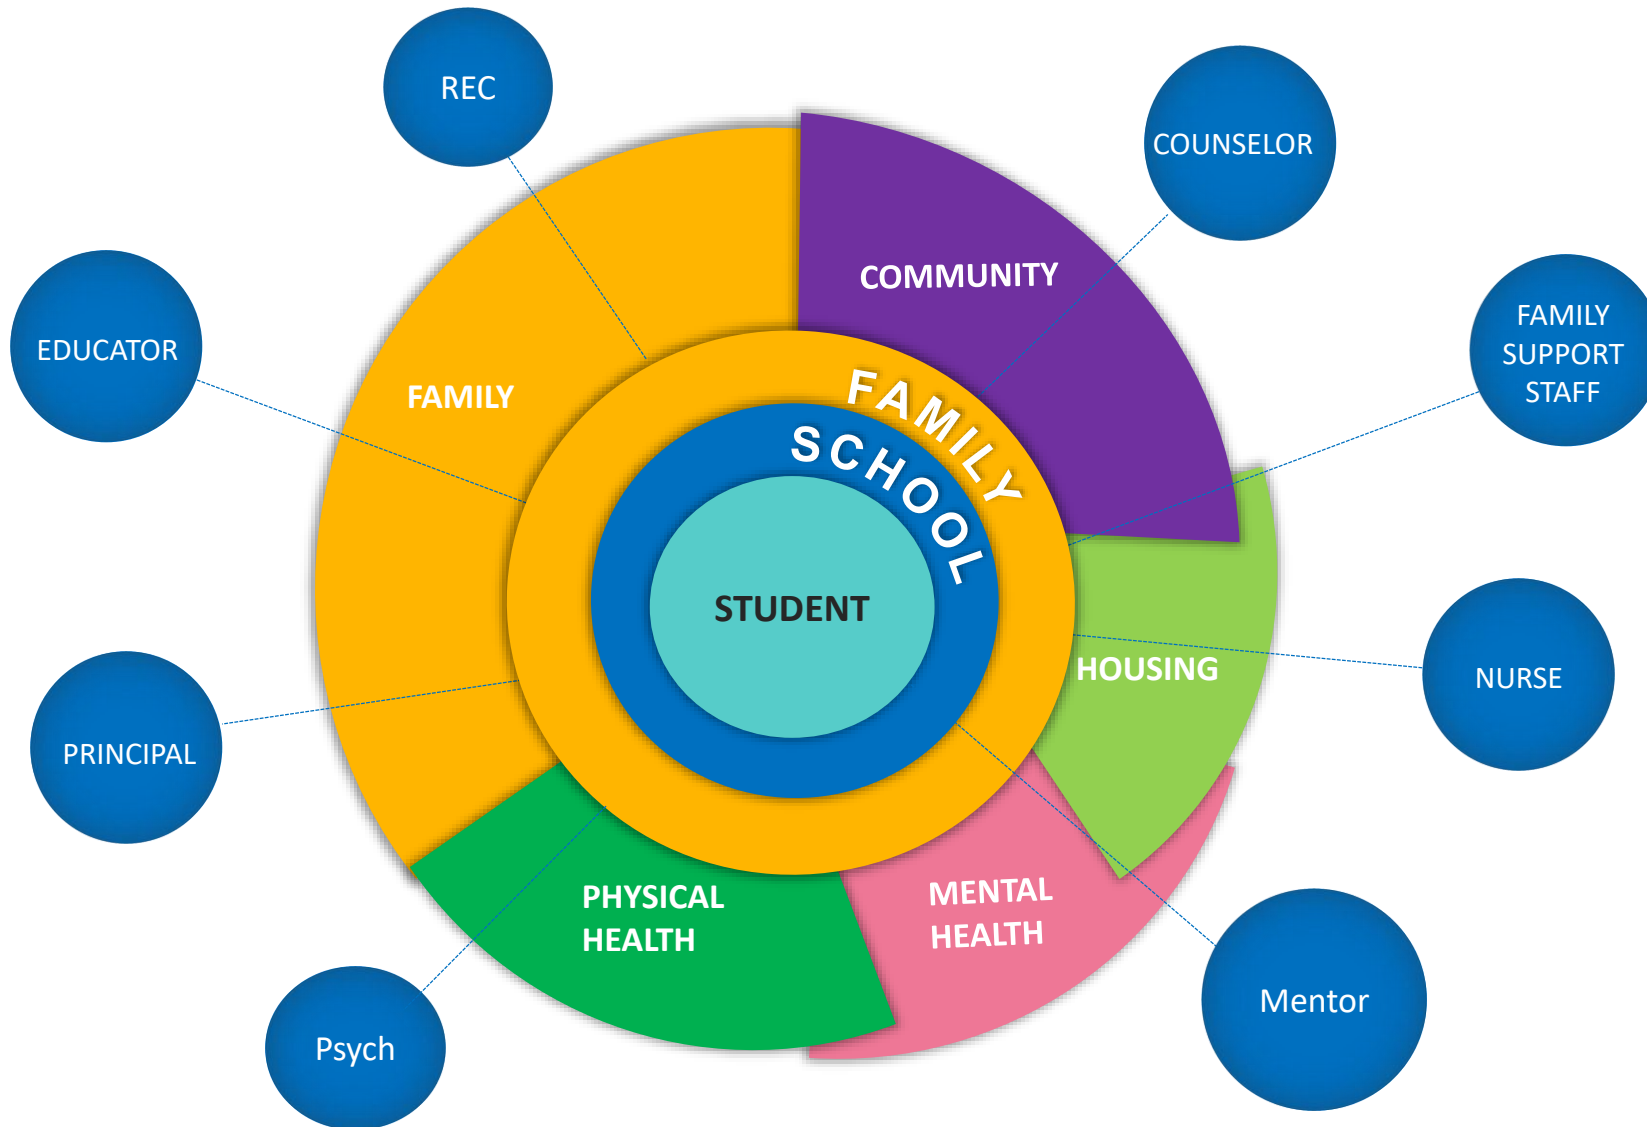 REC
COUNSELOR
COMMUNITY
FAMILY
SUPPORT
STAFF
EDUCATOR
FAMILY
FAMILY
SCHOOL
STUDENT
HOUSING
NURSE
PRINCIPAL
PHYSICAL
HEALTH
MENTAL
HEALTH
Mentor
Psych